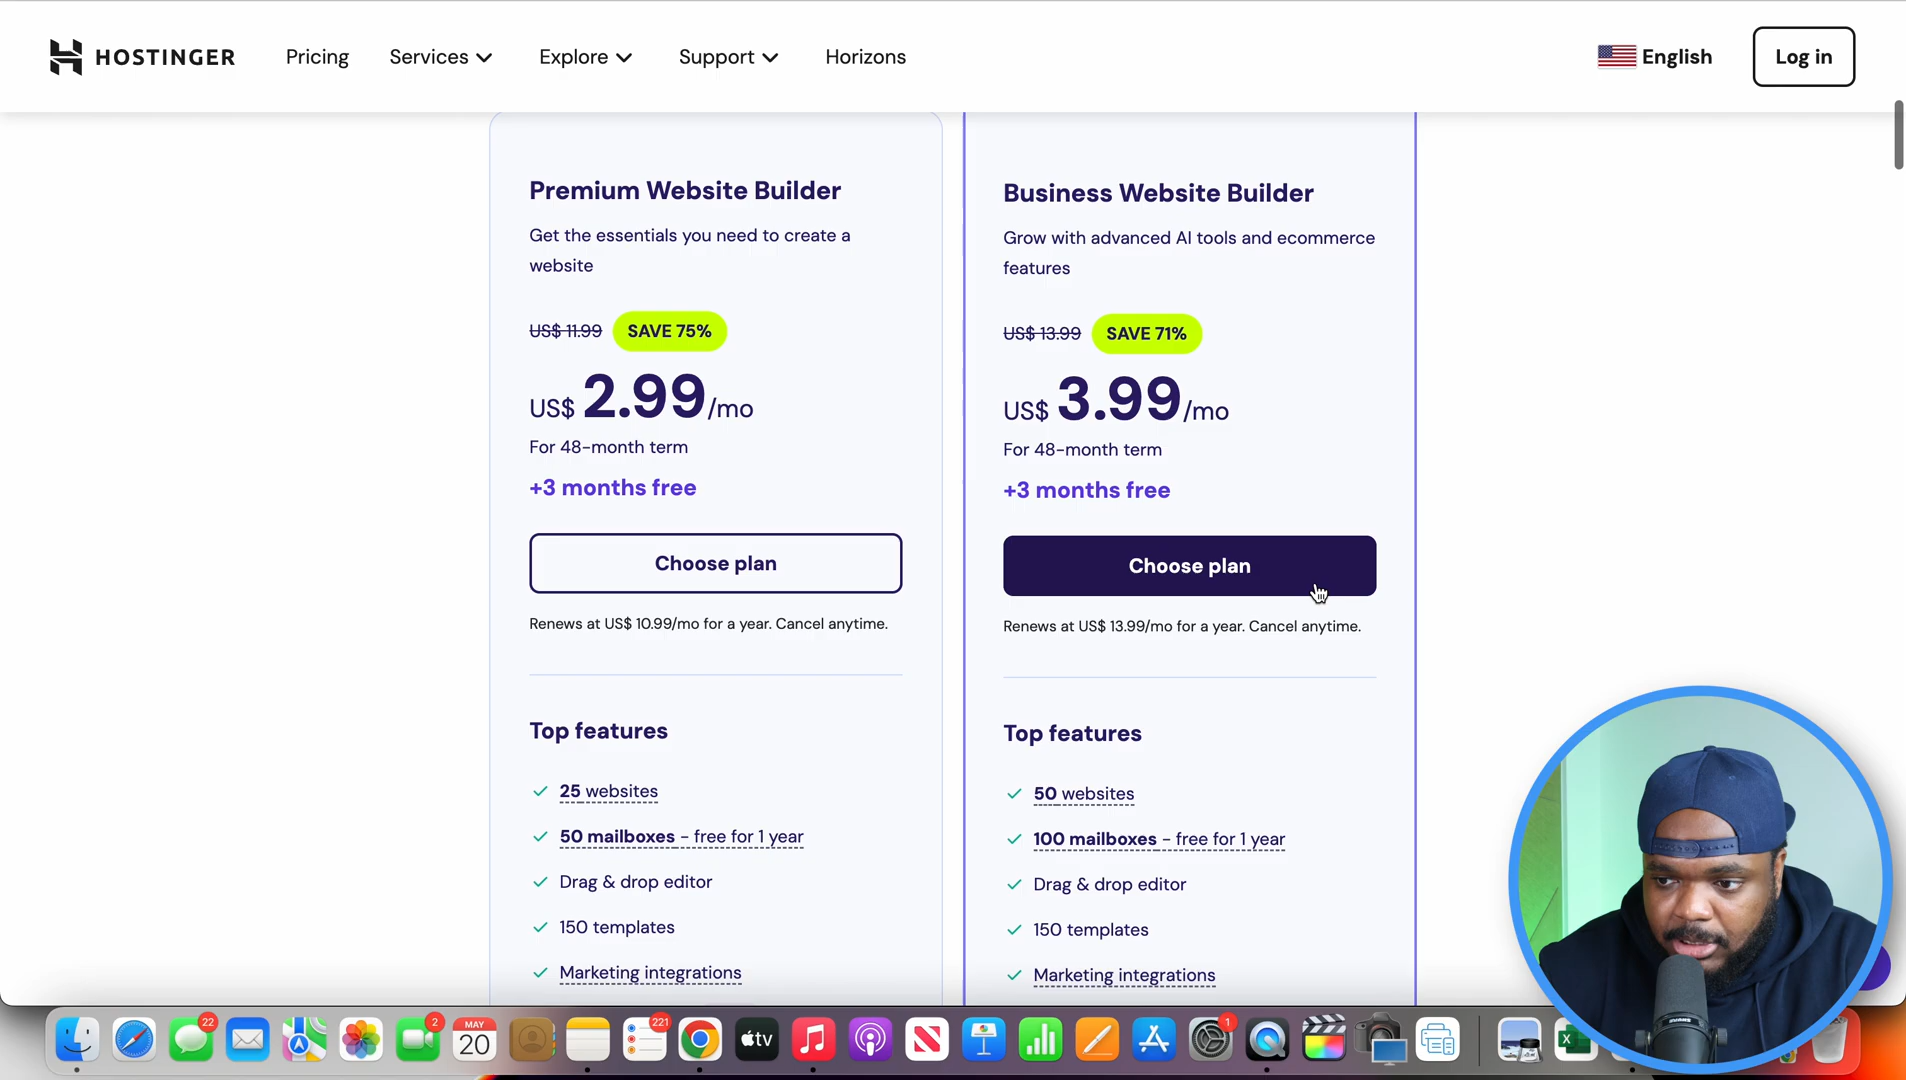 HOSTINGER
Pricing
Services
Explore
Support
Horizons
English
Log in
Premium Website Builder
Get the essentials you need to create a
website
US$ 11.99 SAVE 75%
US$ 2.99/mo
For 48-month term
+3 months free
Choose plan
Renews at US$ 10.99/mo for a year. Cancel anytime.
Top features
25 websites
50 mailboxes - free for 1 year
Drag & drop editor
150 templates
Marketing integrations
Business Website Builder
Grow with advanced AI tools and ecommerce
features
US$ 13.99 SAVE 71%
US$ 3.99/mo
For 48-month term
+3 months free
Choose plan
Renews at US$ 13.99/mo for a year. Cancel anytime.
Top features
50 websites
100 mailboxes - free for 1 year
Drag & drop editor
150 templates
Marketing integrations
22
2
MAY
20
221
tv
1